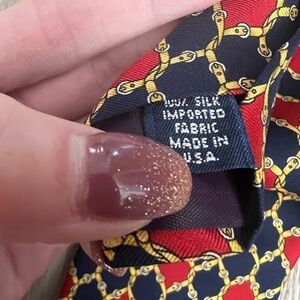 100% SILK
IMPORTED
FABRIC
MADE IN
U.S.A.